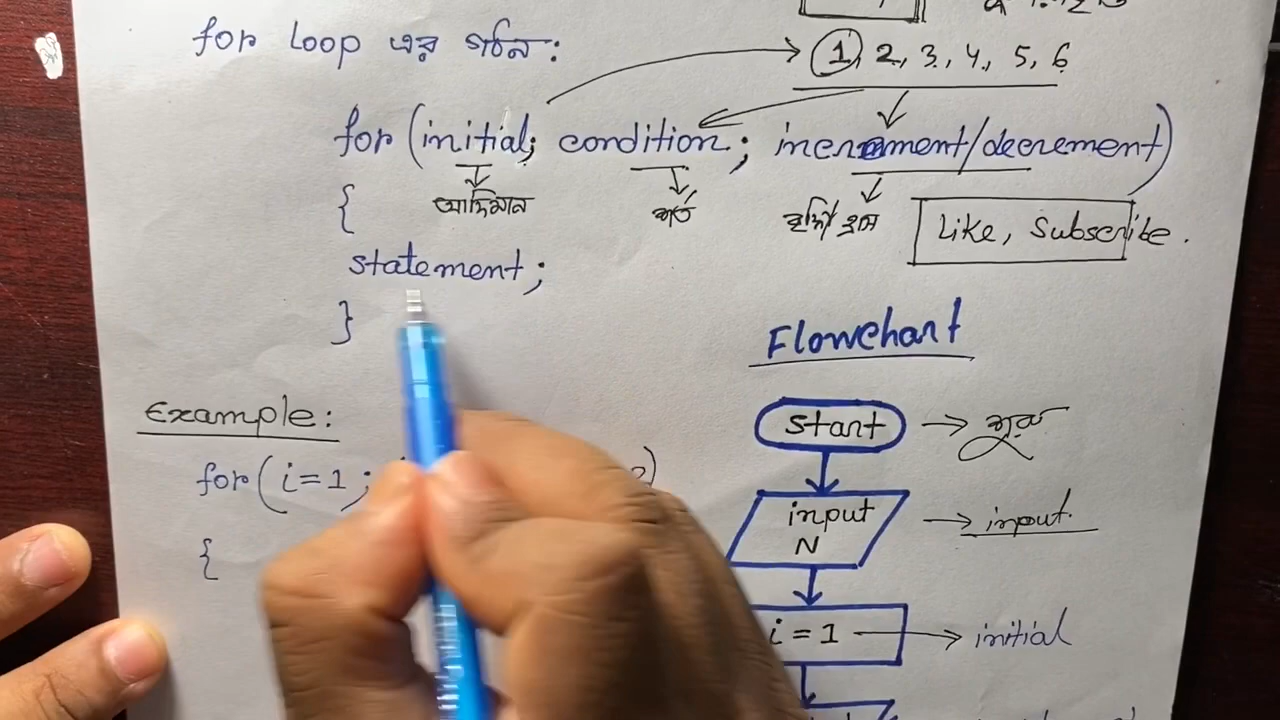 for Loop এর গঠন:
1, 2, 3, 4, 5, 6
for (initial; condition; increment/decrement)
{
আদিমান
শর্ত
বৃদ্ধি/হ্রাস
Like, Subscribe.
statement;
}
Flowchart
start → শুরু
Example:
for (i=1;
input N → input.
{
i = 1 → initial